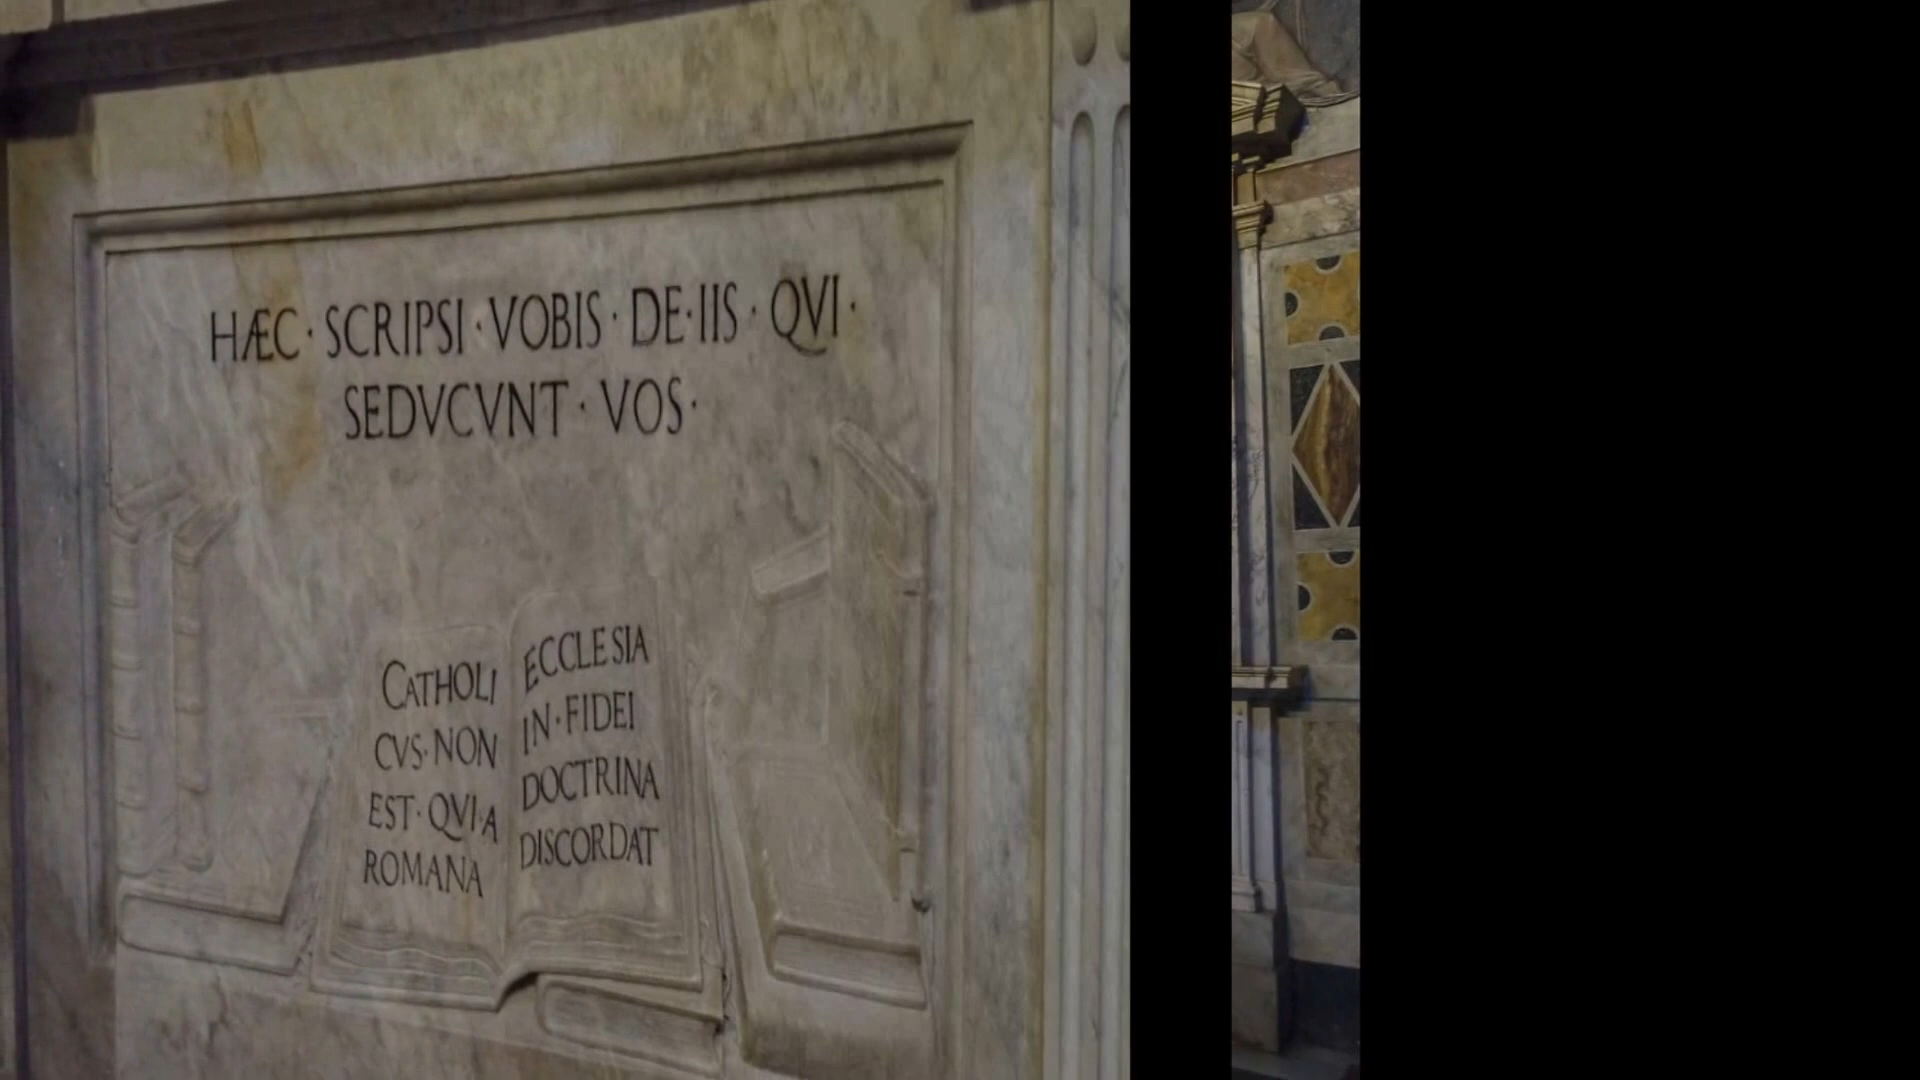 HÆC · SCRIPSI · VOBIS · DE · IIS · QVI ·
SEDVCVNT · VOS ·
CATHOLI
CVS · NON
EST · QVI · A
ROMANA
ECCLESIA
IN · FIDEI
DOCTRINA
DISCORDAT